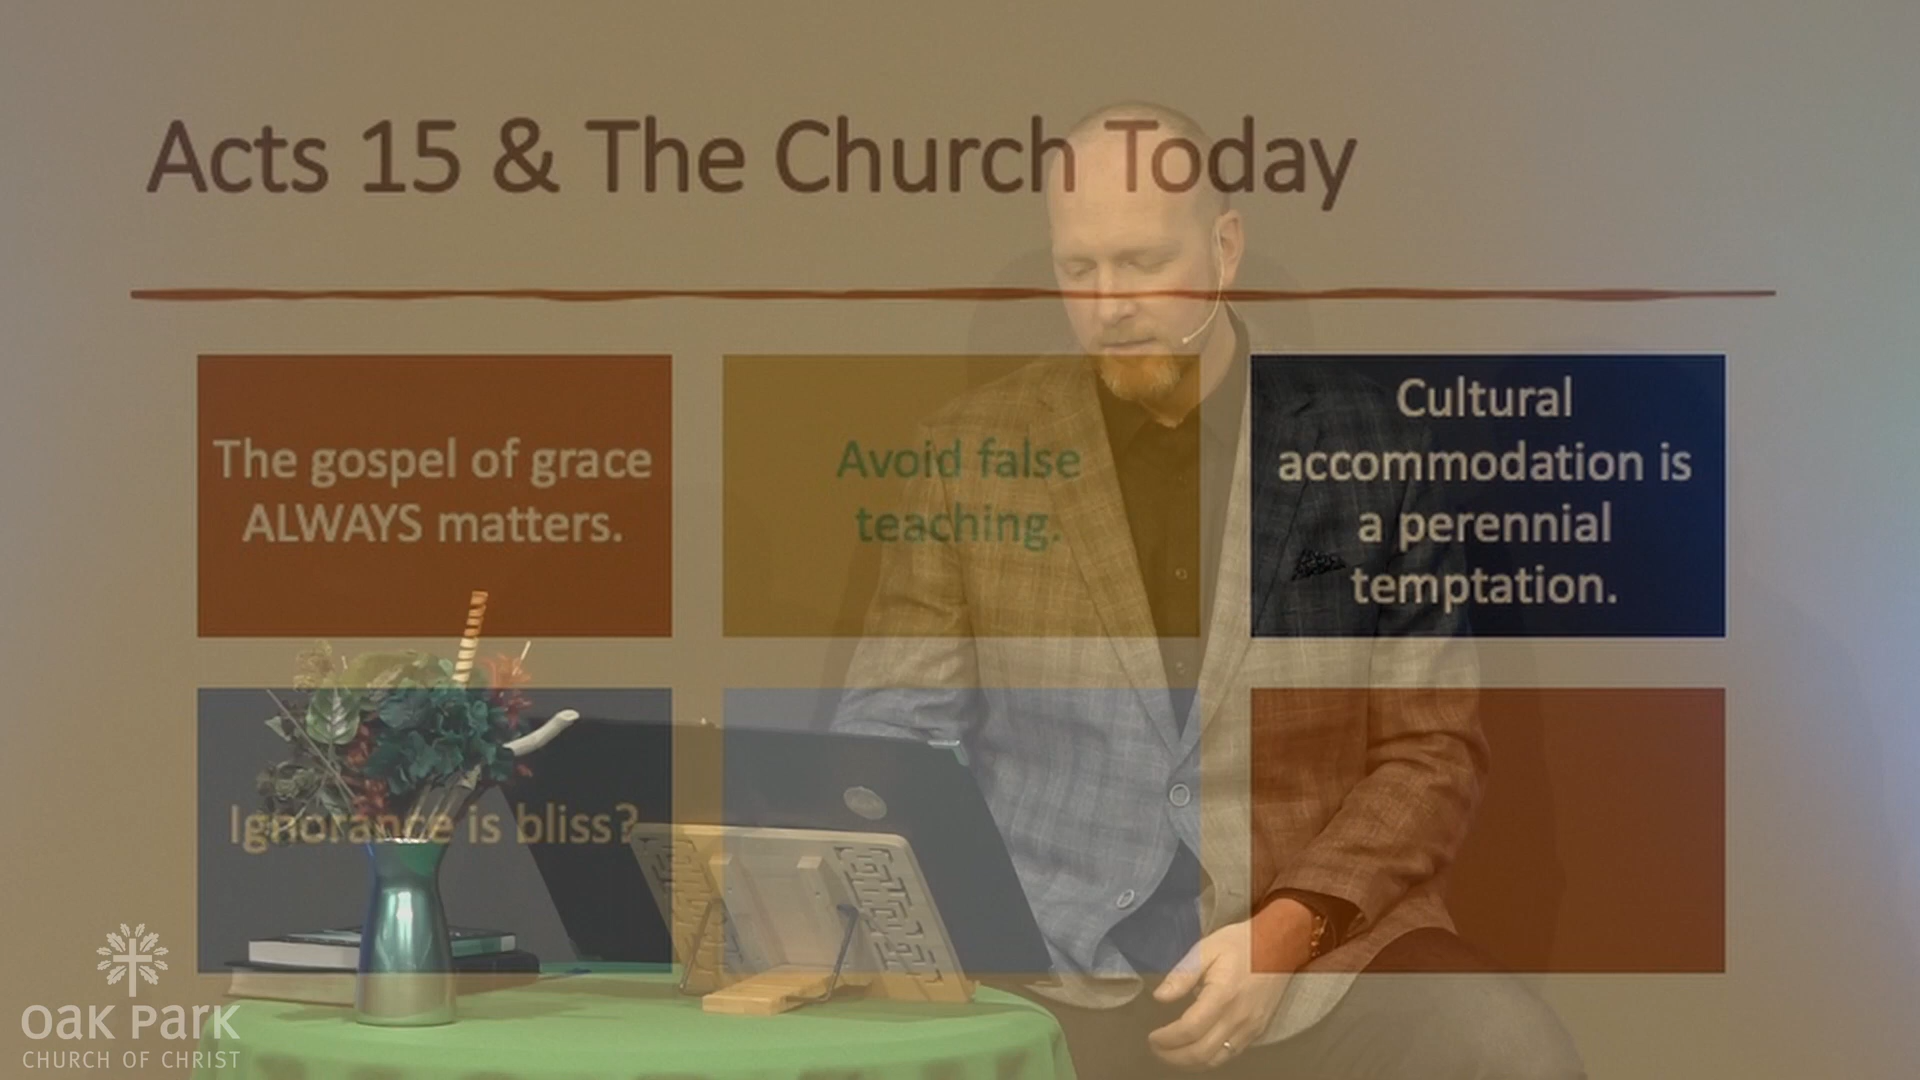 Acts 15 & The Church Today
The gospel of grace
ALWAYS matters.
Avoid false
teaching.
Cultural
accommodation is
a perennial
temptation.
Ignorance is bliss?
Oak Park
CHURCH OF CHRIST